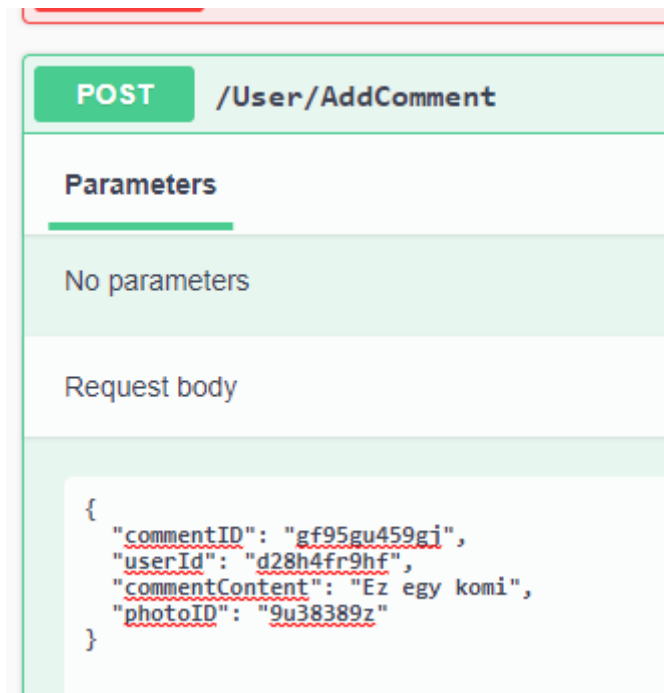 POST /User/AddComment
Parameters
No parameters
Request body
{
"commentID": "gf95gu459gj",
"userId": "d28h4fr9hf",
"commentContent": "Ez egy komi",
"photoID": "9u38389z"
}